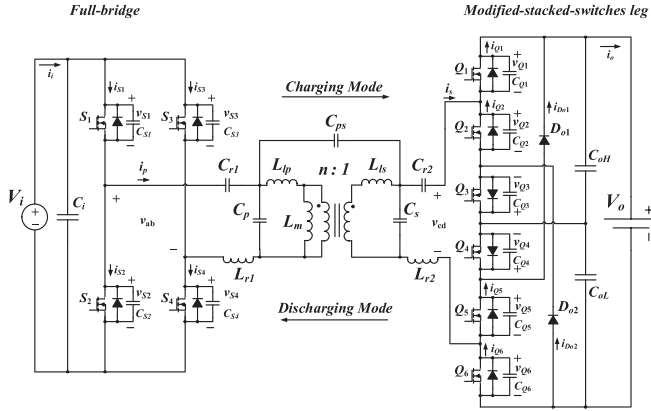 Full-bridge
Modified-stacked-switches leg
i_i
i_S1
i_S3
S_1
v_S1
C_S1
S_3
v_S3
C_S3
Charging Mode
i_s
i_Q1
i_o
Q_1
v_Q1
C_Q1
i_Q2
Q_2
v_Q2
C_Q2
i_Do1
D_o1
C_ps
i_p
C_r1
L_lp
n : 1
L_ls
C_r2
C_oH
V_i
C_i
v_ab
C_p
L_m
C_s
v_cd
Q_3
v_Q3
C_Q3
V_o
Q_4
v_Q4
C_Q4
i_S2
i_S4
L_r1
L_r2
S_2
v_S2
C_S2
S_4
v_S4
C_S4
Discharging Mode
i_Q5
Q_5
v_Q5
C_Q5
D_o2
C_oL
i_Q6
i_Do2
Q_6
v_Q6
C_Q6